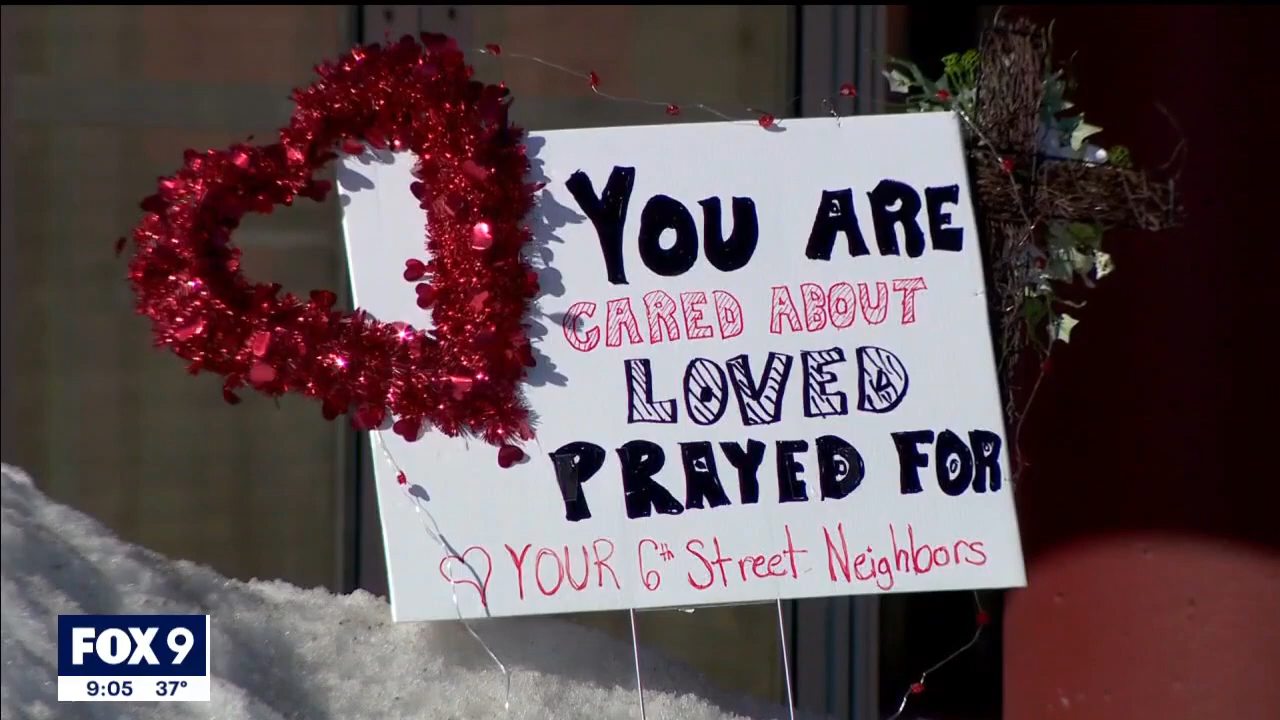 YOU ARE
CARED ABOUT
LOVED
PRAYED FOR
♡ YOUR 6th Street Neighbors
FOX 9
9:05 37°